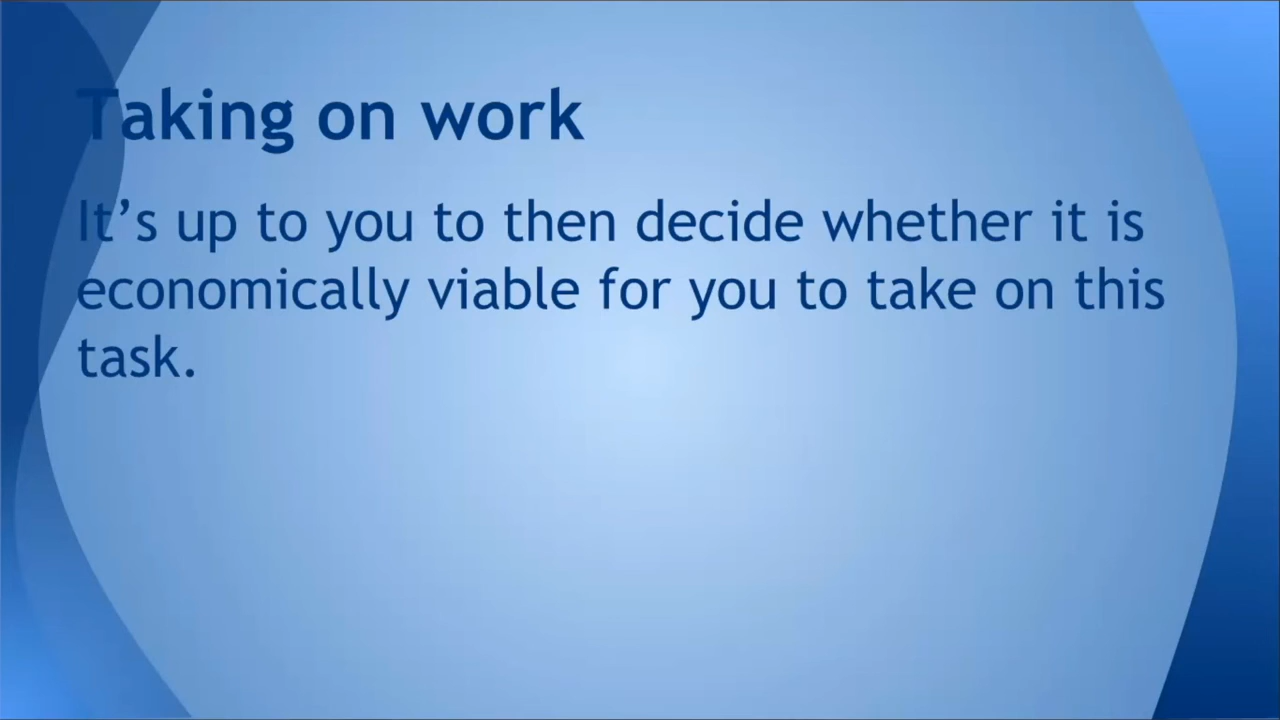 Taking on work
It’s up to you to then decide whether it is
economically viable for you to take on this
task.